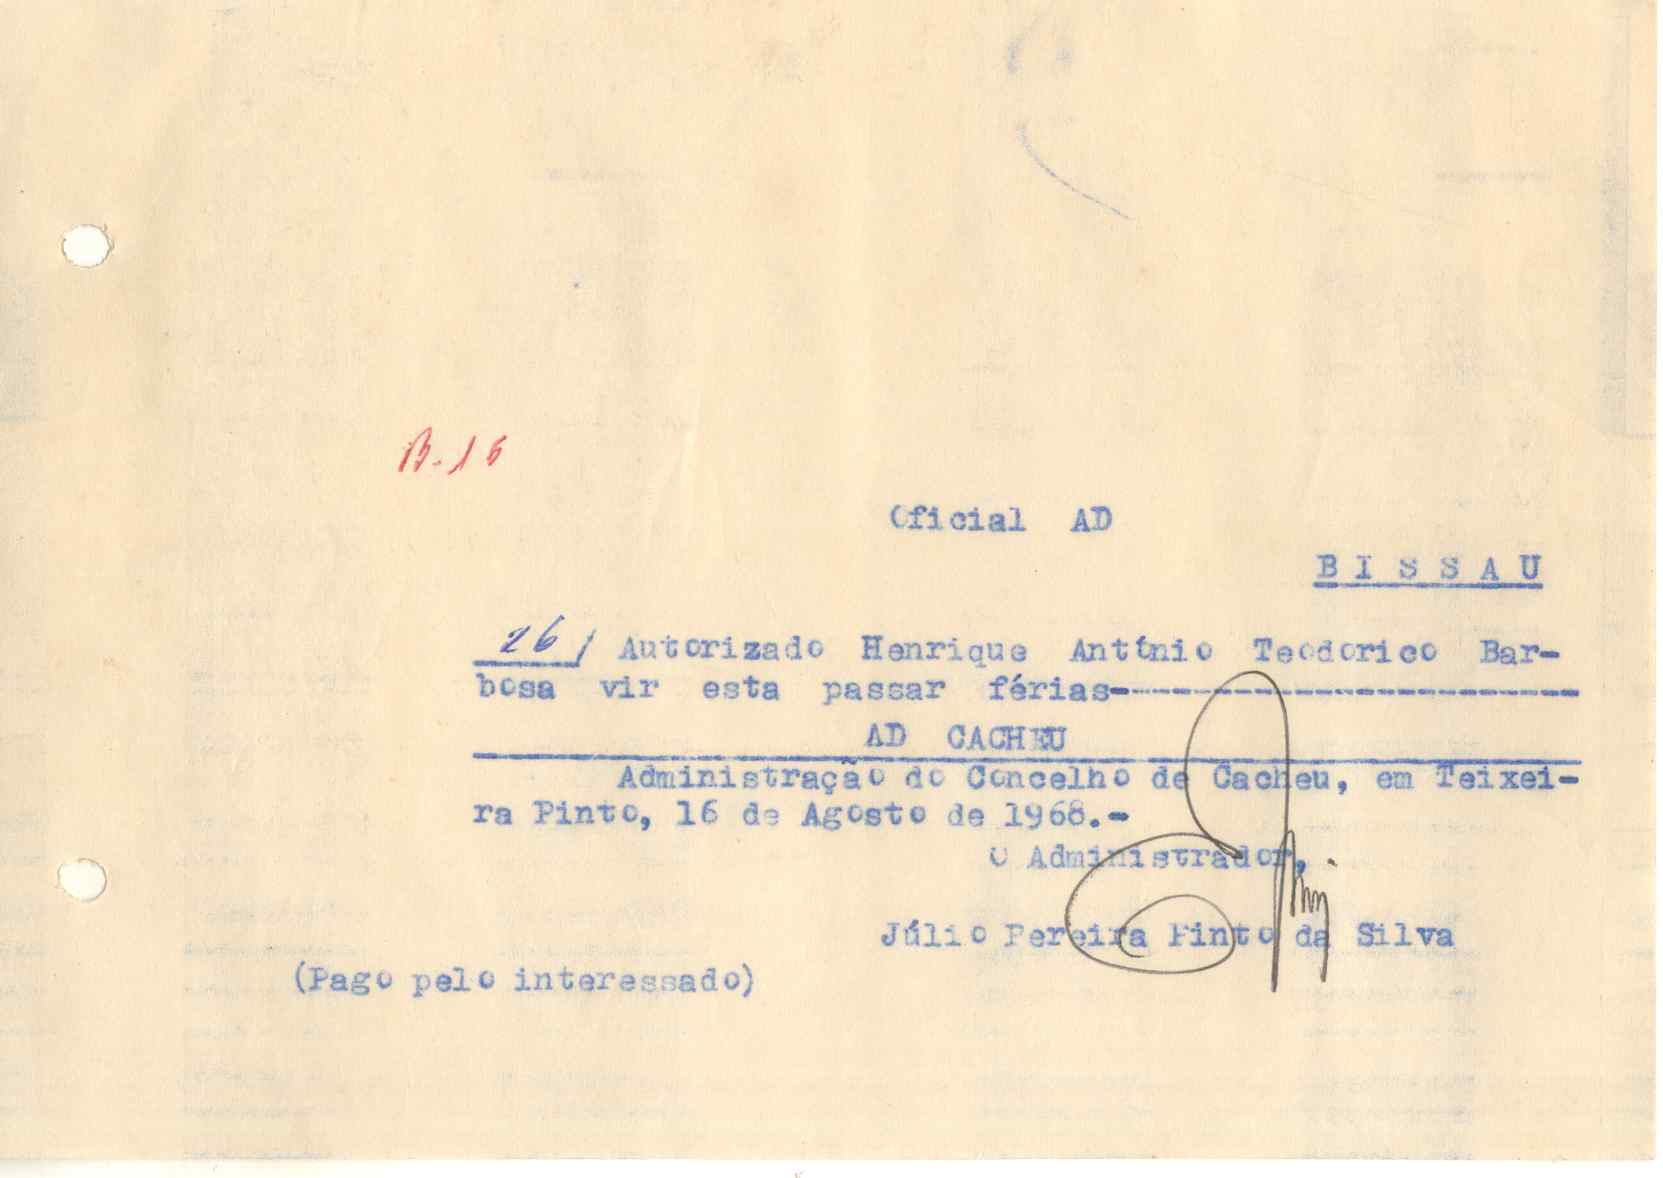 B.16
Oficial AD
BISSAU
26/ Autorizado Henrique António Teodorico Bar-
bosa vir esta passar férias-------------------------
AD CACHEU
Administração do Concelho de Cacheu, em Teixei-
ra Pinto, 16 de Agosto de 1968.-
O Administrador,
Júlio Pereira Pinto da Silva
(Pago pelo interessado)